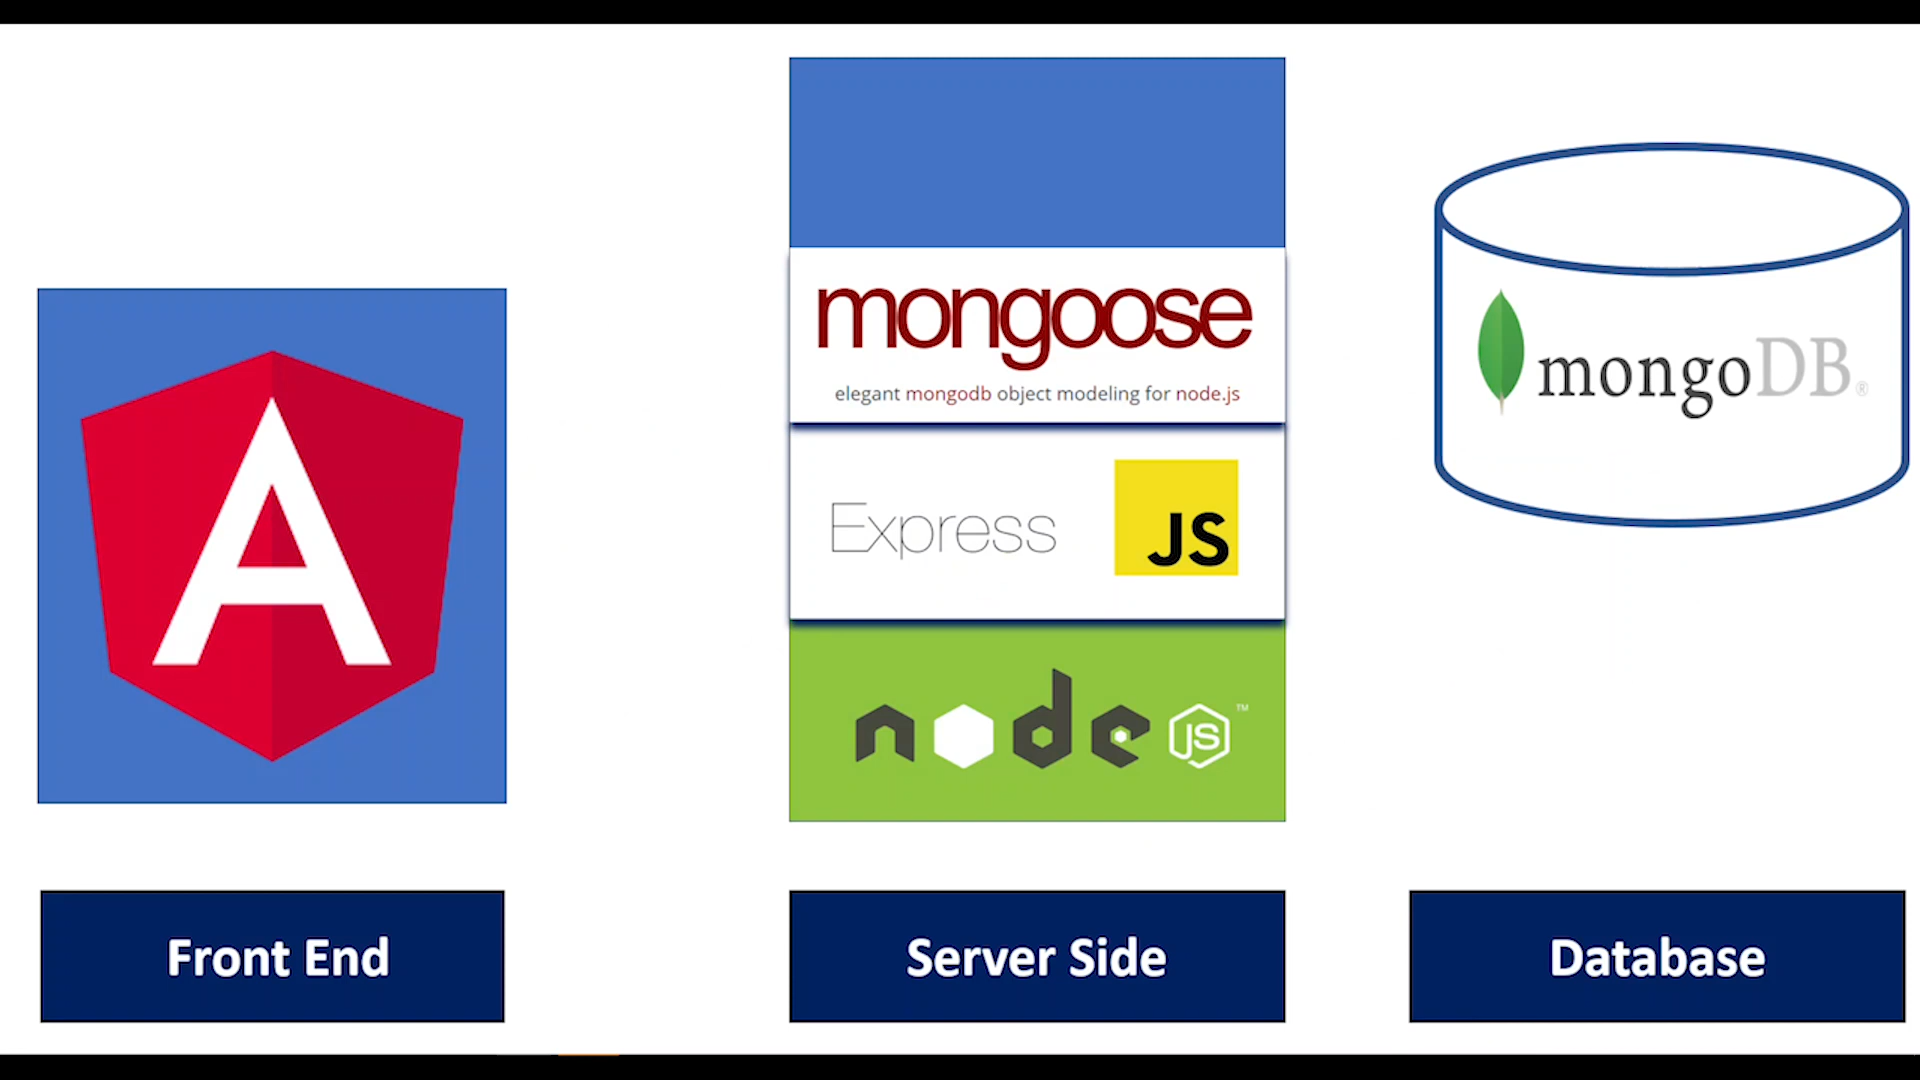 mongoose
elegant mongodb object modeling for node.js
mongoDB®
Express
JS
A
node JS ™
Front End
Server Side
Database